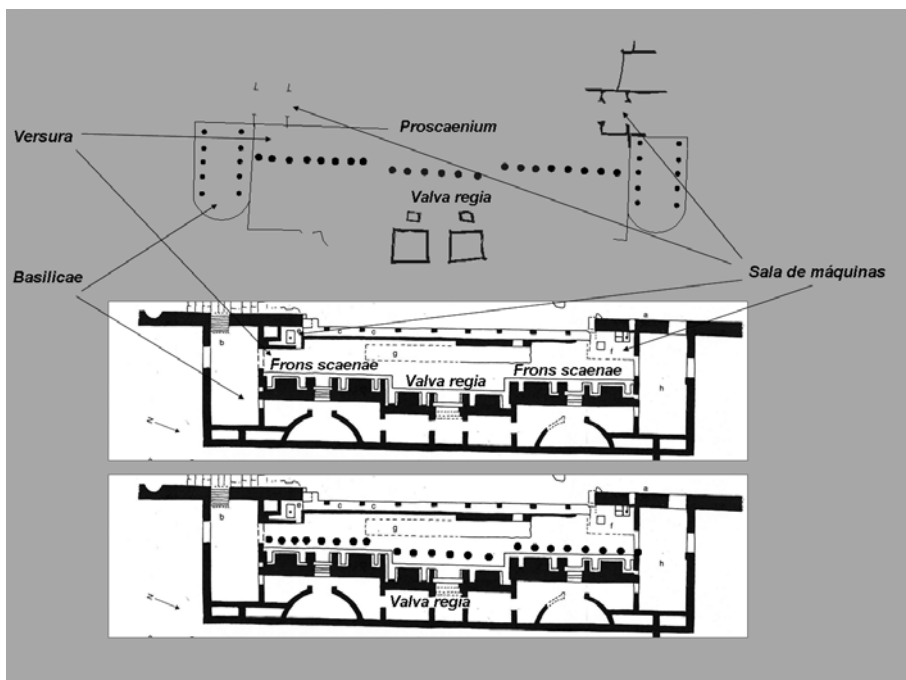 L L
Versura
Proscaenium
Valva regia
Basilicae
Sala de máquinas
a
b
e
c c
g
f
h
Frons scaenae
Frons scaenae
Valva regia
N
a
b
e
c c
g
f
h
N
Valva regia